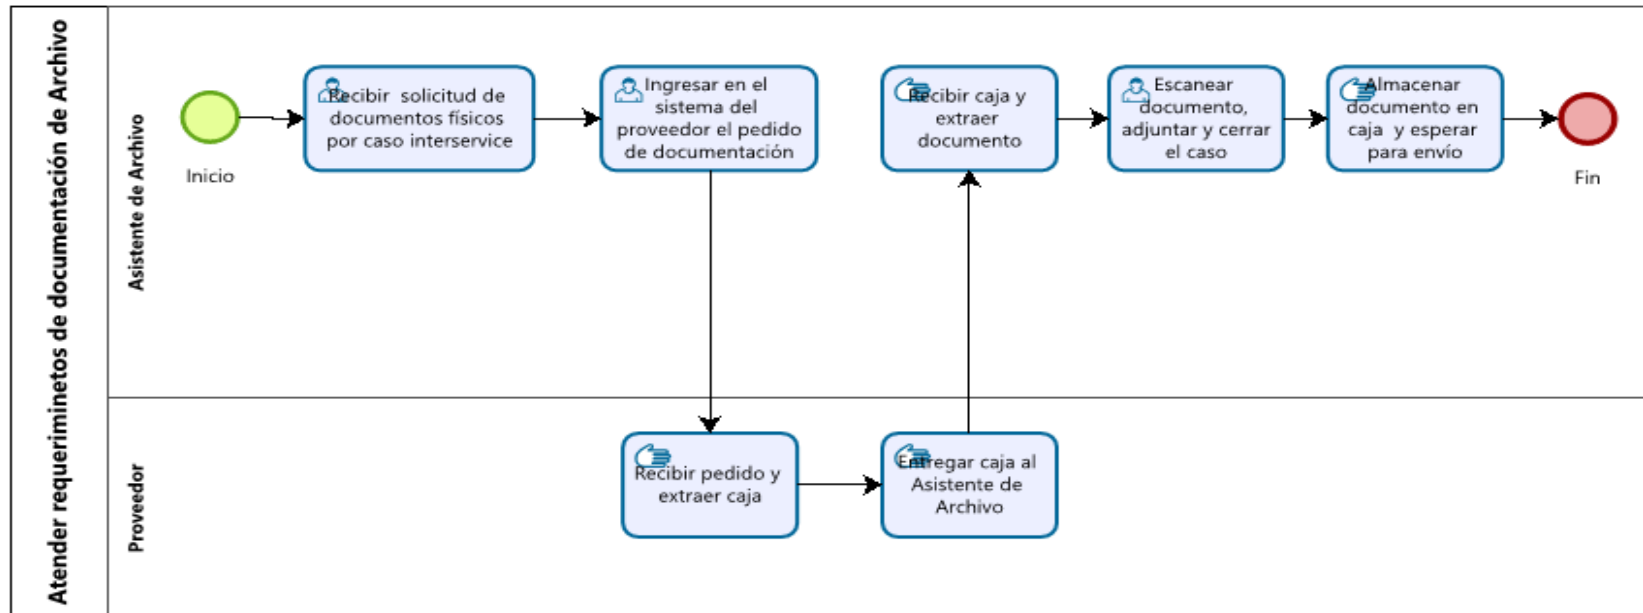 Atender requeriminetos de documentación de Archivo
Asistente de Archivo
Inicio
Recibir solicitud de
documentos físicos
por caso interservice
Ingresar en el
sistema del
proveedor el pedido
de documentación
Recibir caja y
extraer
documento
Escanear
documento,
adjuntar y cerrar
el caso
Almacenar
documento en
caja y esperar
para envío
Fin
Proveedor
Recibir pedido y
extraer caja
Entregar caja al
Asistente de
Archivo